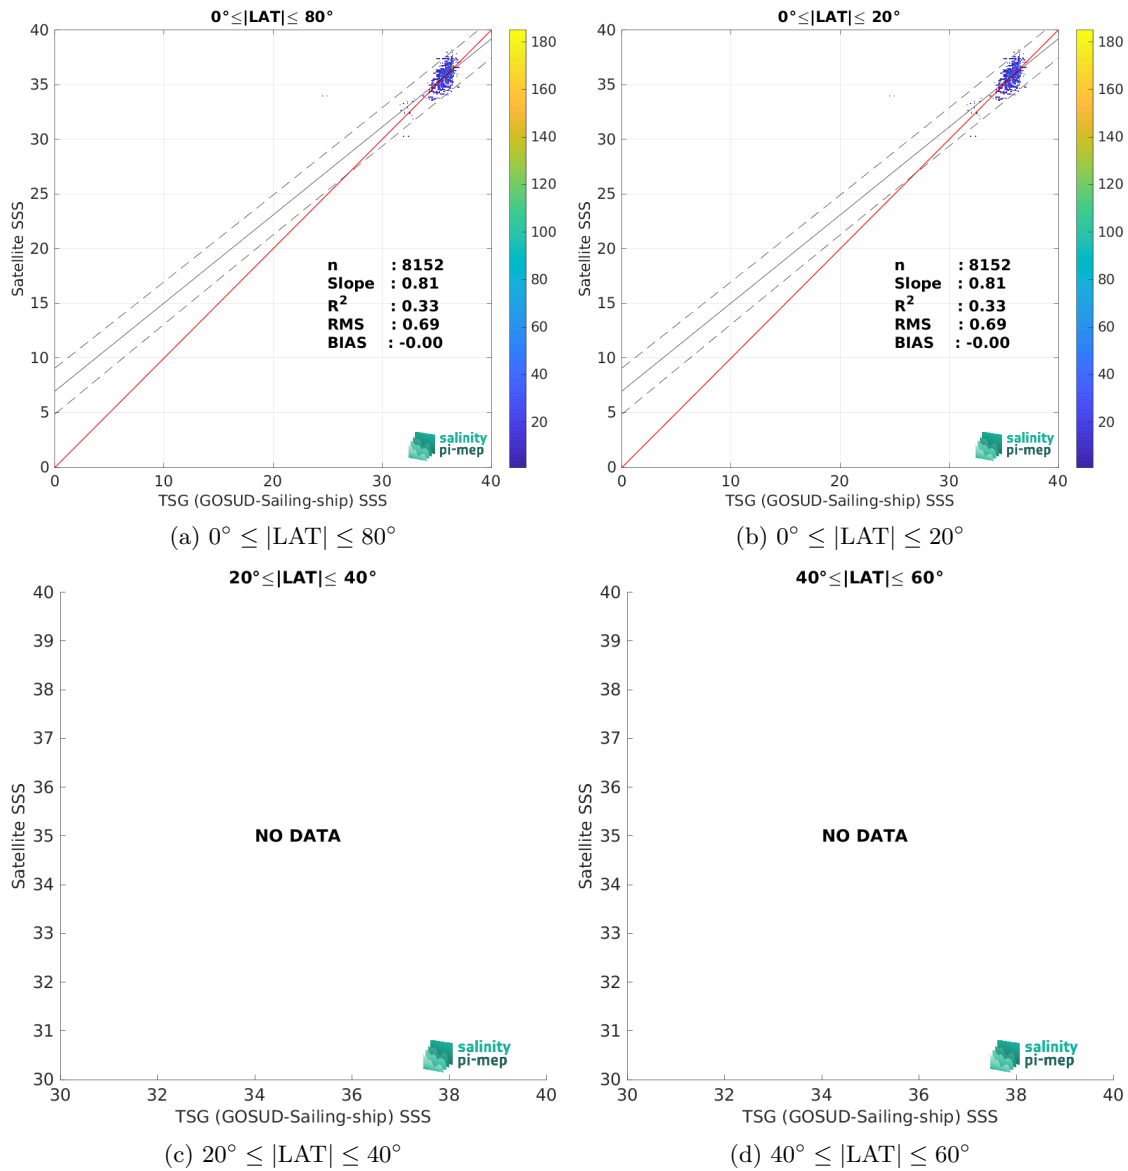 0°≤|LAT|≤ 80°
40
35
30
25
20
15
10
5
0
Satellite SSS
n : 8152
Slope : 0.81
R² : 0.33
RMS : 0.69
BIAS : -0.00
salinity
pi-mep
0 10 20 30 40
TSG (GOSUD-Sailing-ship) SSS
180
160
140
120
100
80
60
40
20
(a) 0° ≤ |LAT| ≤ 80°
0°≤|LAT|≤ 20°
40
35
30
25
20
15
10
5
0
Satellite SSS
n : 8152
Slope : 0.81
R² : 0.33
RMS : 0.69
BIAS : -0.00
salinity
pi-mep
0 10 20 30 40
TSG (GOSUD-Sailing-ship) SSS
180
160
140
120
100
80
60
40
20
(b) 0° ≤ |LAT| ≤ 20°
20°≤|LAT|≤ 40°
40
39
38
37
36
35
34
33
32
31
30
Satellite SSS
NO DATA
salinity
pi-mep
30 32 34 36 38 40
TSG (GOSUD-Sailing-ship) SSS
(c) 20° ≤ |LAT| ≤ 40°
40°≤|LAT|≤ 60°
40
39
38
37
36
35
34
33
32
31
30
Satellite SSS
NO DATA
salinity
pi-mep
30 32 34 36 38 40
TSG (GOSUD-Sailing-ship) SSS
(d) 40° ≤ |LAT| ≤ 60°